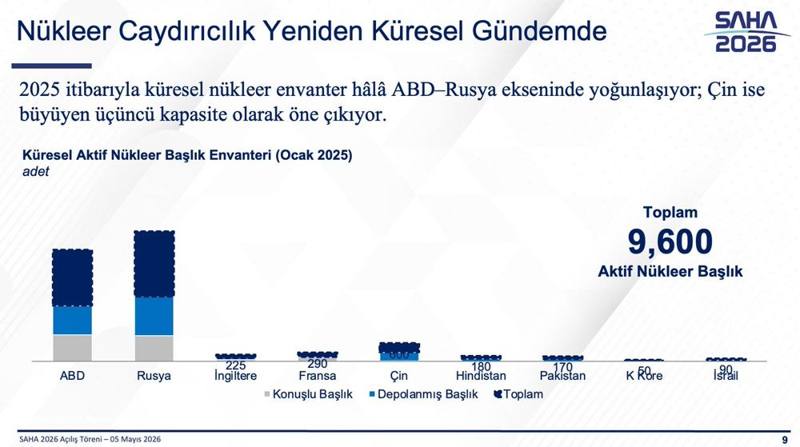 Nükleer Caydırıcılık Yeniden Küresel Gündemde
SAHA
2026
2025 itibarıyla küresel nükleer envanter hâlâ ABD–Rusya ekseninde yoğunlaşıyor; Çin ise
büyüyen üçüncü kapasite olarak öne çıkıyor.
Küresel Aktif Nükleer Başlık Envanteri (Ocak 2025)
adet
Toplam
9,600
Aktif Nükleer Başlık
225 290 180 170 50 90
ABD Rusya İngiltere Fransa Çin Hindistan Pakistan K Kore İsrail
Konuşlu Başlık Depolanmış Başlık Toplam
SAHA 2026 Açılış Töreni – 05 Mayıs 2026
9